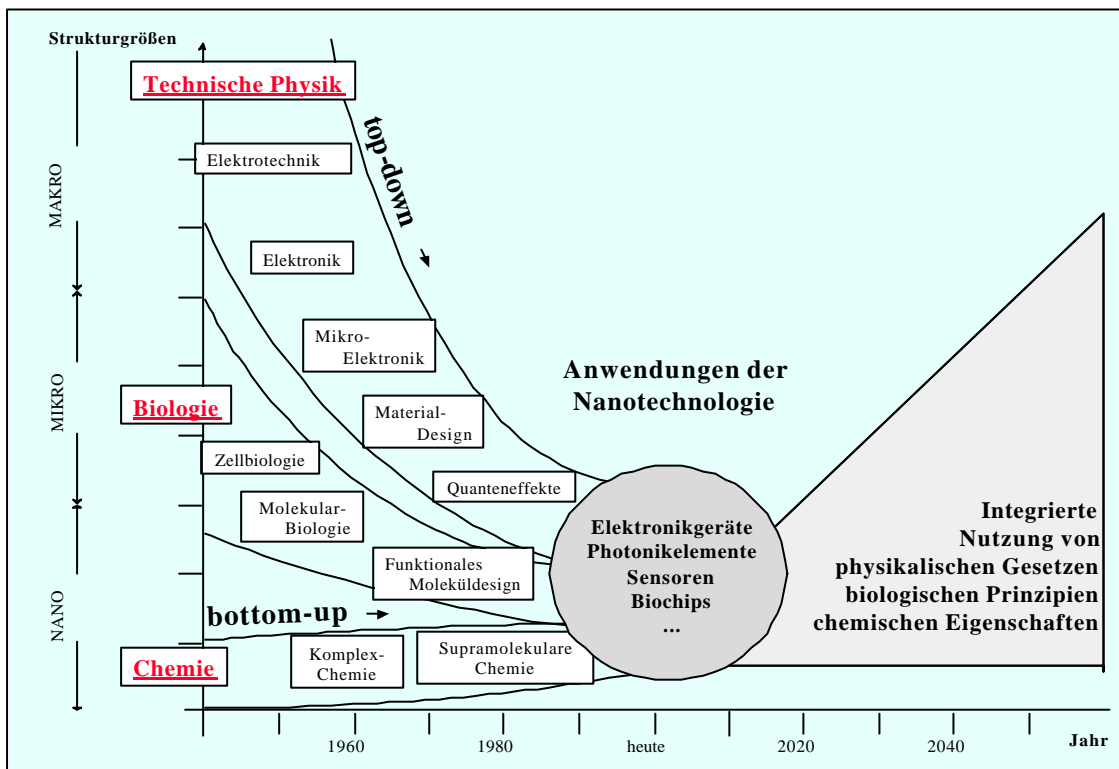 Strukturgrößen
Technische Physik
top-down
Elektrotechnik
MAKRO
Elektronik
Mikro-
Elektronik
Anwendungen der
Nanotechnologie
MIKRO
Biologie
Material-
Design
Zellbiologie
Quanteneffekte
Molekular-
Biologie
Elektronikgeräte
Photonikelemente
Sensoren
Biochips
...
Integrierte
Nutzung von
physikalischen Gesetzen
biologischen Prinzipien
chemischen Eigenschaften
Funktionales
Moleküldesign
NANO
bottom-up
Chemie
Komplex-
Chemie
Supramolekulare
Chemie
1960
1980
heute
2020
2040
Jahr